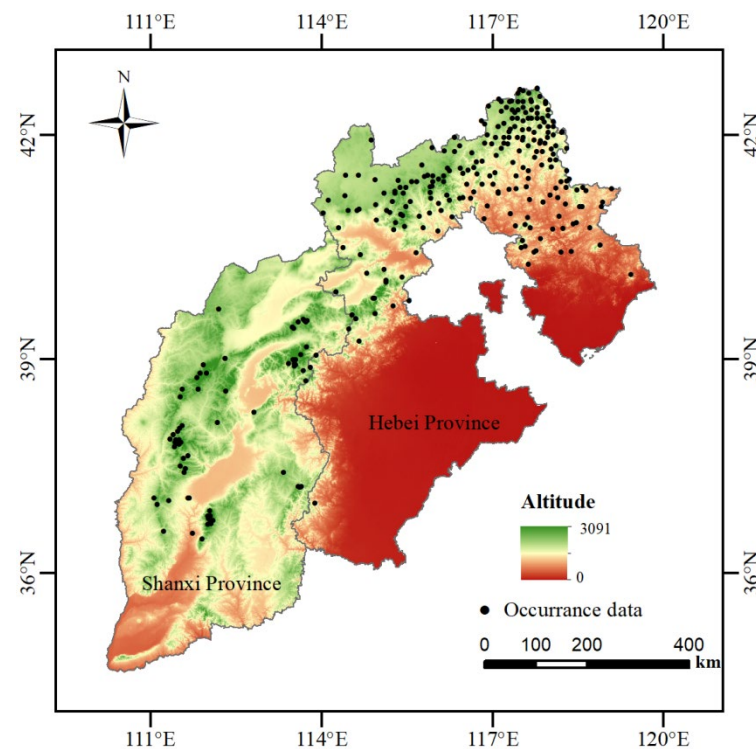 111°E 114°E 117°E 120°E
N
42°N 42°N
39°N 39°N
Hebei Province
Altitude
3091
0
36°N 36°N
Shanxi Province
Occurrance data
0 100 200 400
km
111°E 114°E 117°E 120°E